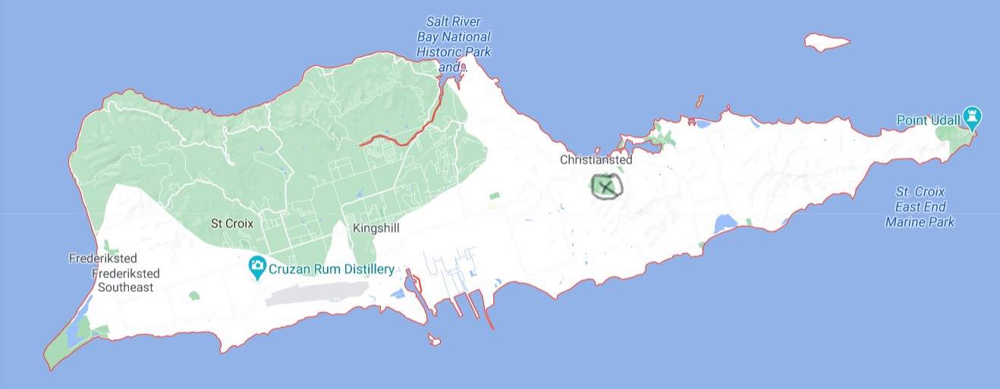 Salt River
Bay National
Historic Park
and...
Point Udall
Christiansted
St. Croix
East End
Marine Park
St Croix
Kingshill
Frederiksted
Frederiksted
Southeast
Cruzan Rum Distillery